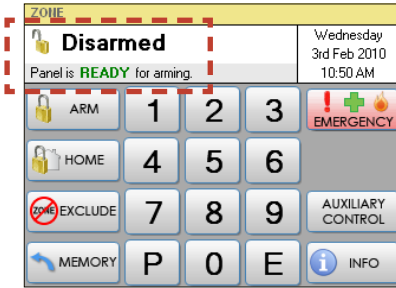 ZONE
Disarmed
Panel is READY for arming.
Wednesday
3rd Feb 2010
10:50 AM
ARM
1
2
3
EMERGENCY
HOME
4
5
6
ZONE EXCLUDE
7
8
9
AUXILIARY
CONTROL
MEMORY
P
0
E
INFO